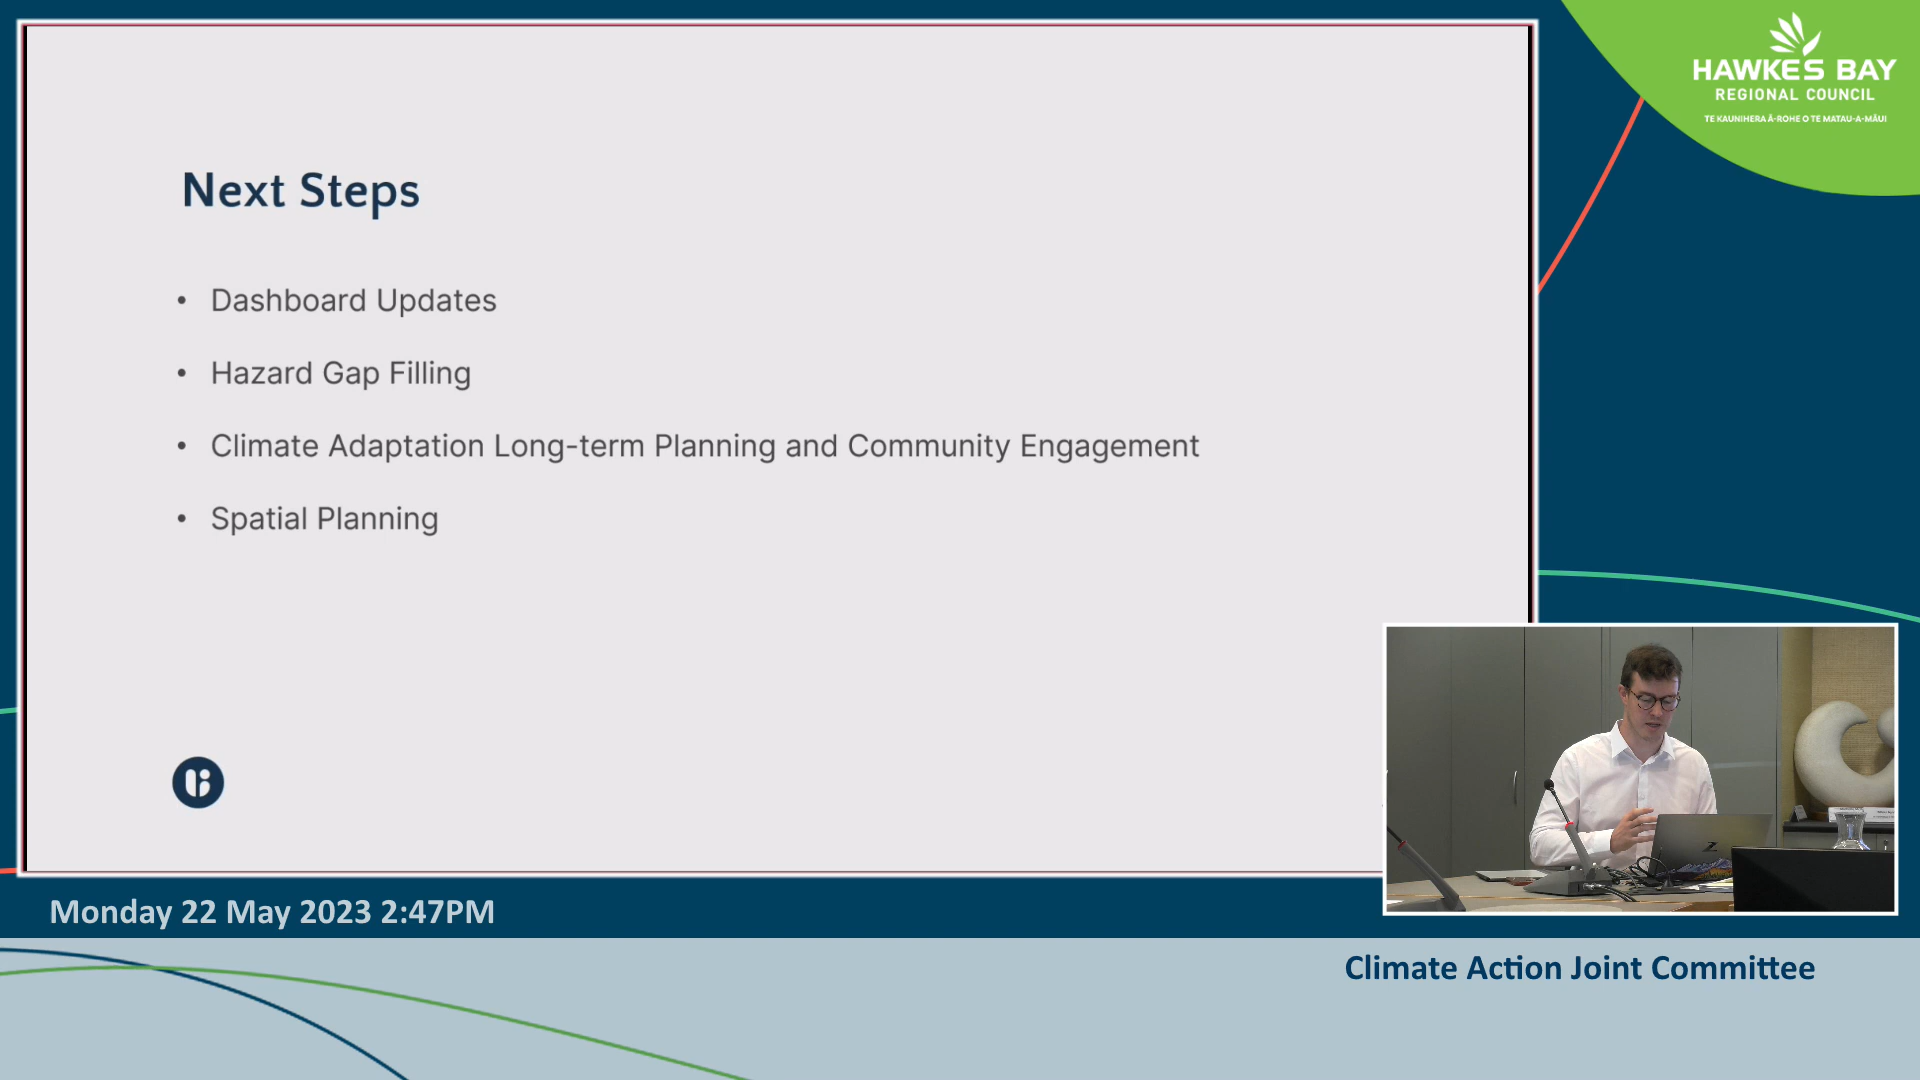 HAWKE'S BAY
REGIONAL COUNCIL
TE KAUNIHERA Ā-ROHE O TE MATAU-A-MĀUI
Next Steps
• Dashboard Updates
• Hazard Gap Filling
• Climate Adaptation Long-term Planning and Community Engagement
• Spatial Planning
Monday 22 May 2023 2:47PM
Climate Action Joint Committee